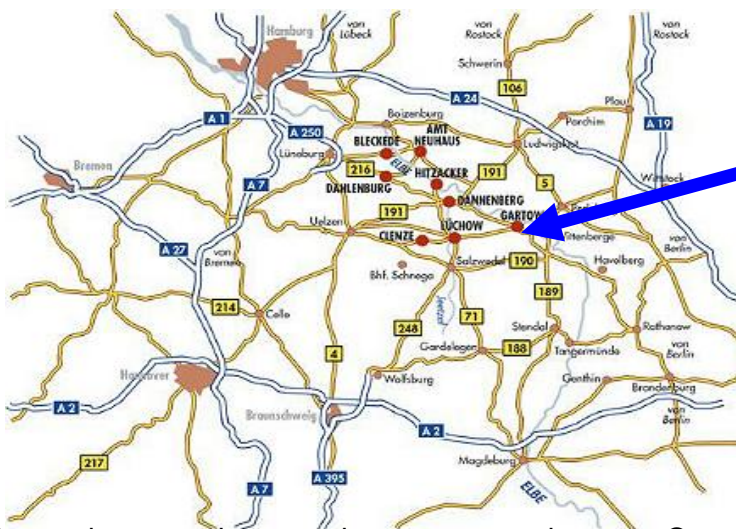 von
Lübeck
von
Rostock
von
Rostock
Hamburg
Schwerin
106
A 24
Plau
A 1
Boizenburg
Parchim
A 19
A 250
AMT
NEUHAUS
BLECKEDE
Ludwigslust
Lüneburg
ELBE
Bremen
216
HITZACKER
191
Wittstock
A 7
DAHLENBURG
5
DANNENBERG
191
GARTOW
Uelzen
LÜCHOW
CLENZE
Wittenberge
von
Berlin
A 27
von
Bremen
Salzwedel
190
Havelberg
Bhf. Schnega
Jeetzel
189
214
Celle
71
248
Stendal
Rathenow
4
Gardelegen
188
Tangermünde
von
Berlin
Hannover
Wolfsburg
Genthin
Brandenburg
A 2
Braunschweig
von
Berlin
A 2
217
Magdeburg
A 395
A 7
ELBE